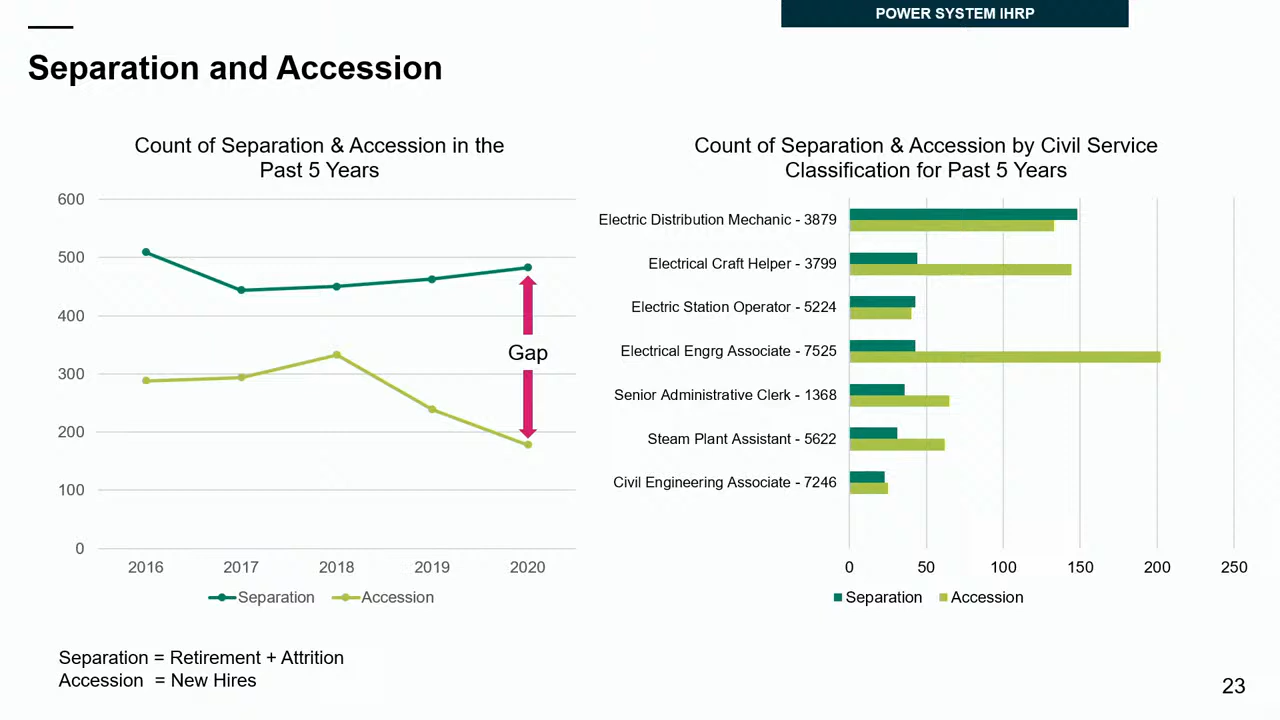 POWER SYSTEM IHRP
Separation and Accession
Count of Separation & Accession in the
Past 5 Years
600
500
400
300
200
100
0
Gap
2016 2017 2018 2019 2020
Separation Accession
Count of Separation & Accession by Civil Service
Classification for Past 5 Years
Electric Distribution Mechanic - 3879
Electrical Craft Helper - 3799
Electric Station Operator - 5224
Electrical Engrg Associate - 7525
Senior Administrative Clerk - 1368
Steam Plant Assistant - 5622
Civil Engineering Associate - 7246
0 50 100 150 200 250
Separation Accession
Separation = Retirement + Attrition
Accession = New Hires
23